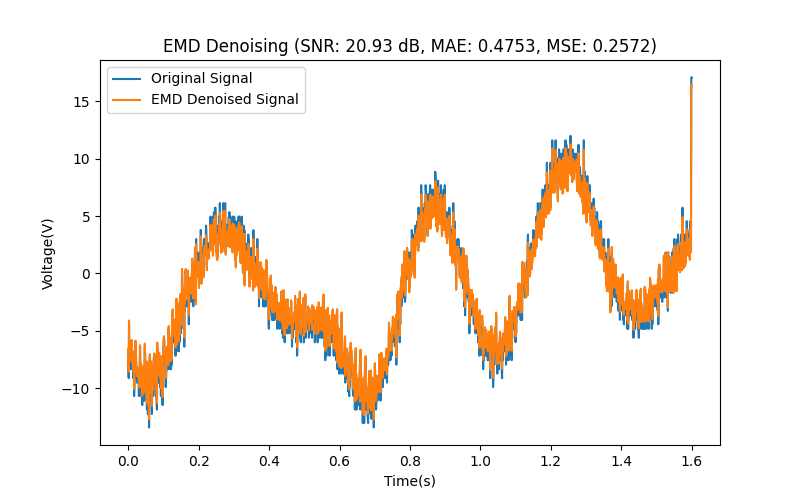 EMD Denoising (SNR: 20.93 dB, MAE: 0.4753, MSE: 0.2572)
Original Signal
EMD Denoised Signal
Voltage(V)
15
10
5
0
−5
−10
0.0 0.2 0.4 0.6 0.8 1.0 1.2 1.4 1.6
Time(s)